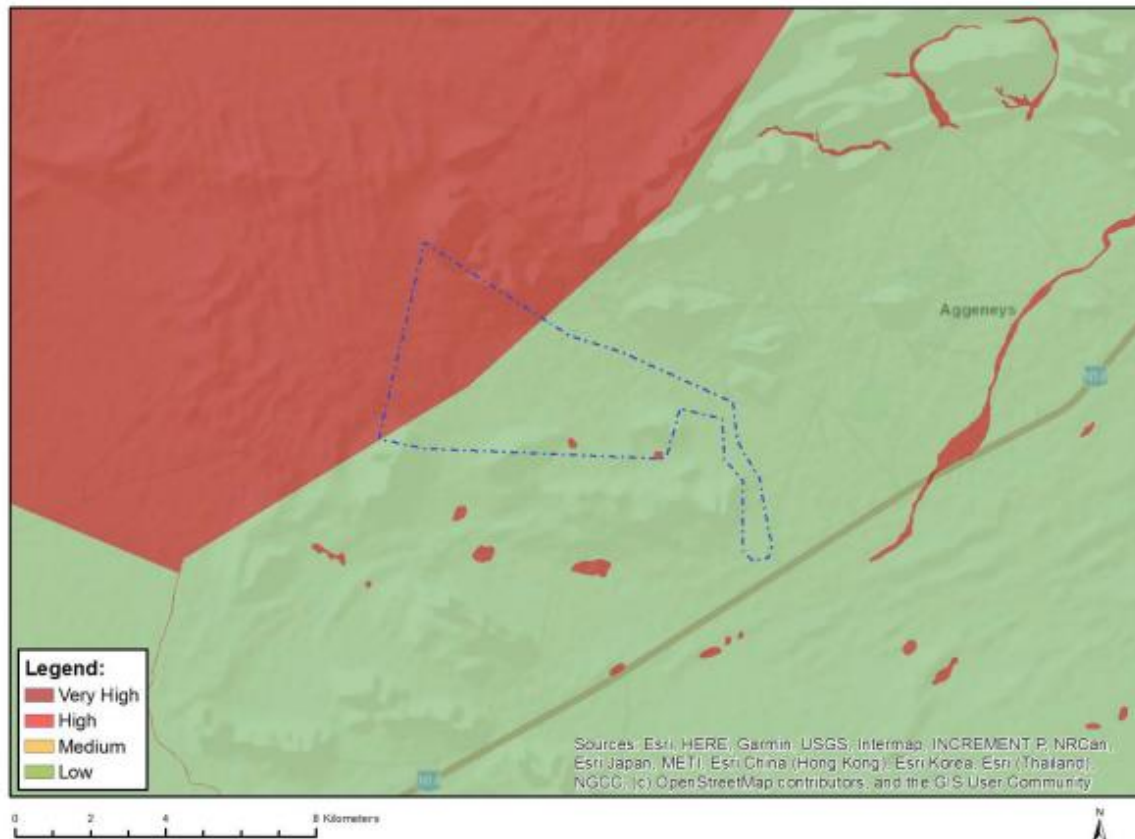 Aggeneys
N14
Legend:
Very High
High
Medium
Low
Sources: Esri, HERE, Garmin, USGS, Intermap, INCREMENT P, NRCan,
Esri Japan, METI, Esri China (Hong Kong), Esri Korea, Esri (Thailand),
NGCC, (c) OpenStreetMap contributors, and the GIS User Community
0 2 4 8 Kilometers
N